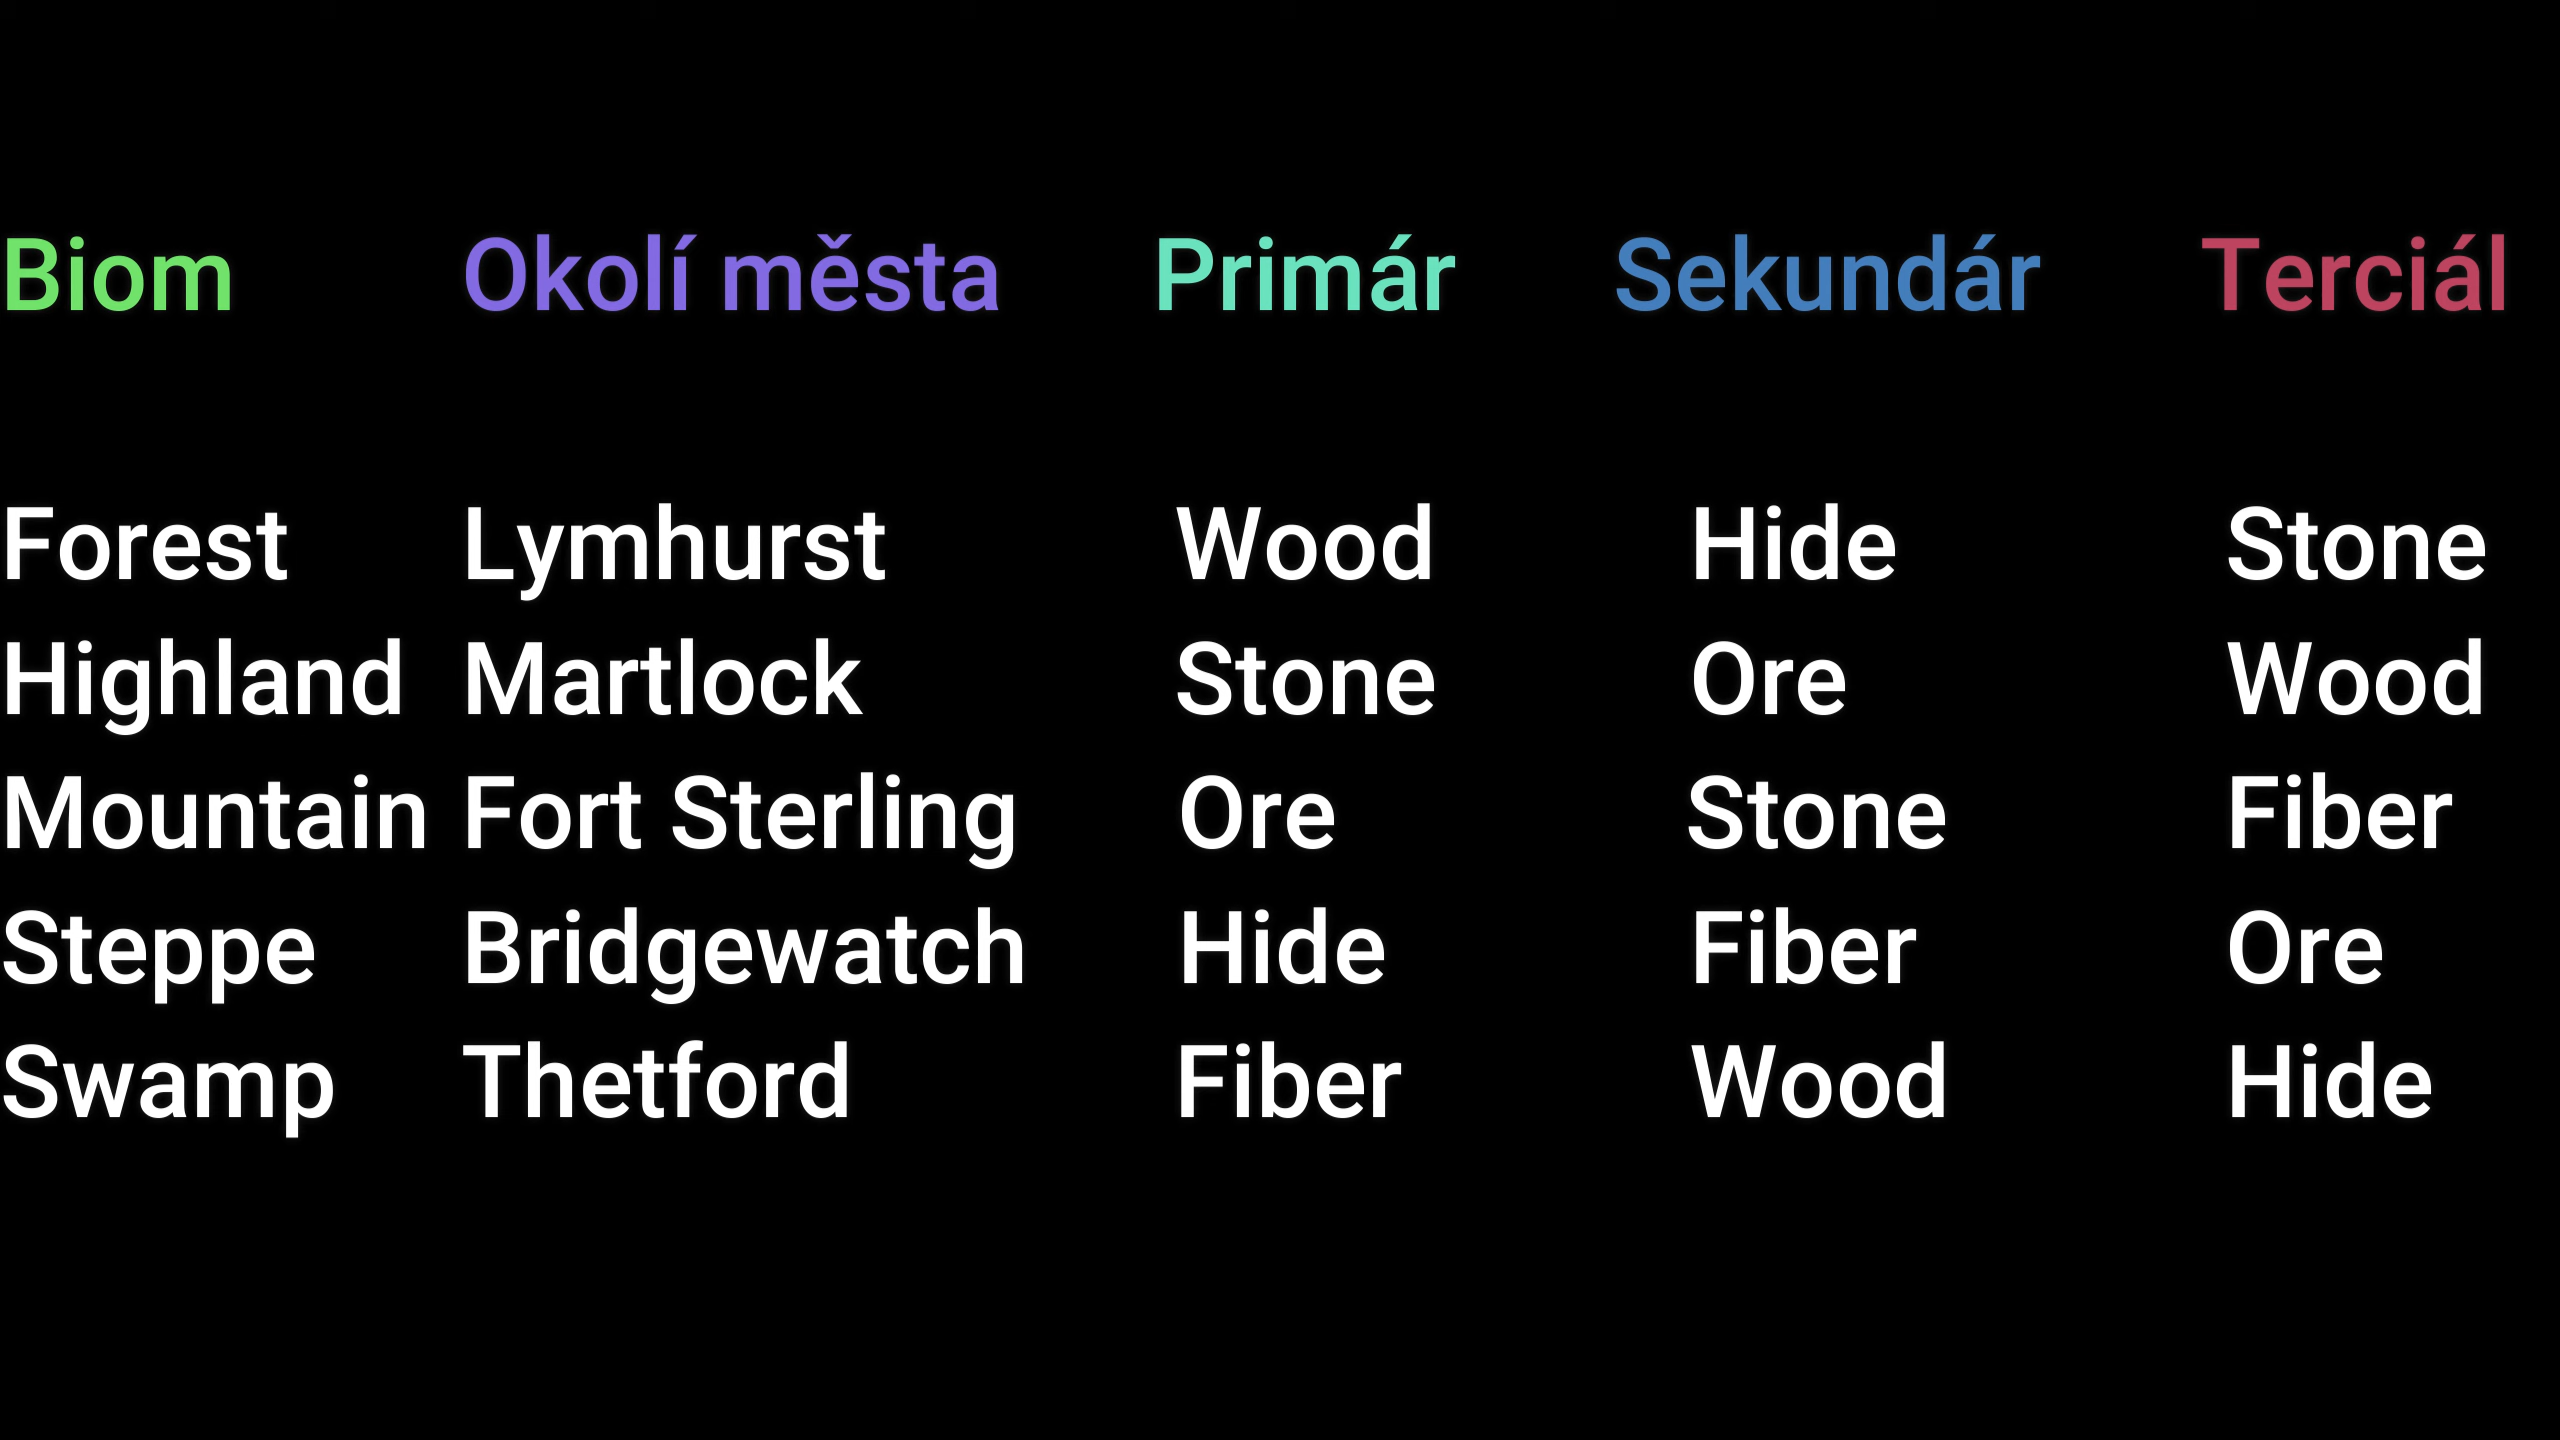 Biom Okolí města Primár Sekundár Terciál
Forest Lymhurst Wood Hide Stone
Highland Martlock Stone Ore Wood
Mountain Fort Sterling Ore Stone Fiber
Steppe Bridgewatch Hide Fiber Ore
Swamp Thetford Fiber Wood Hide